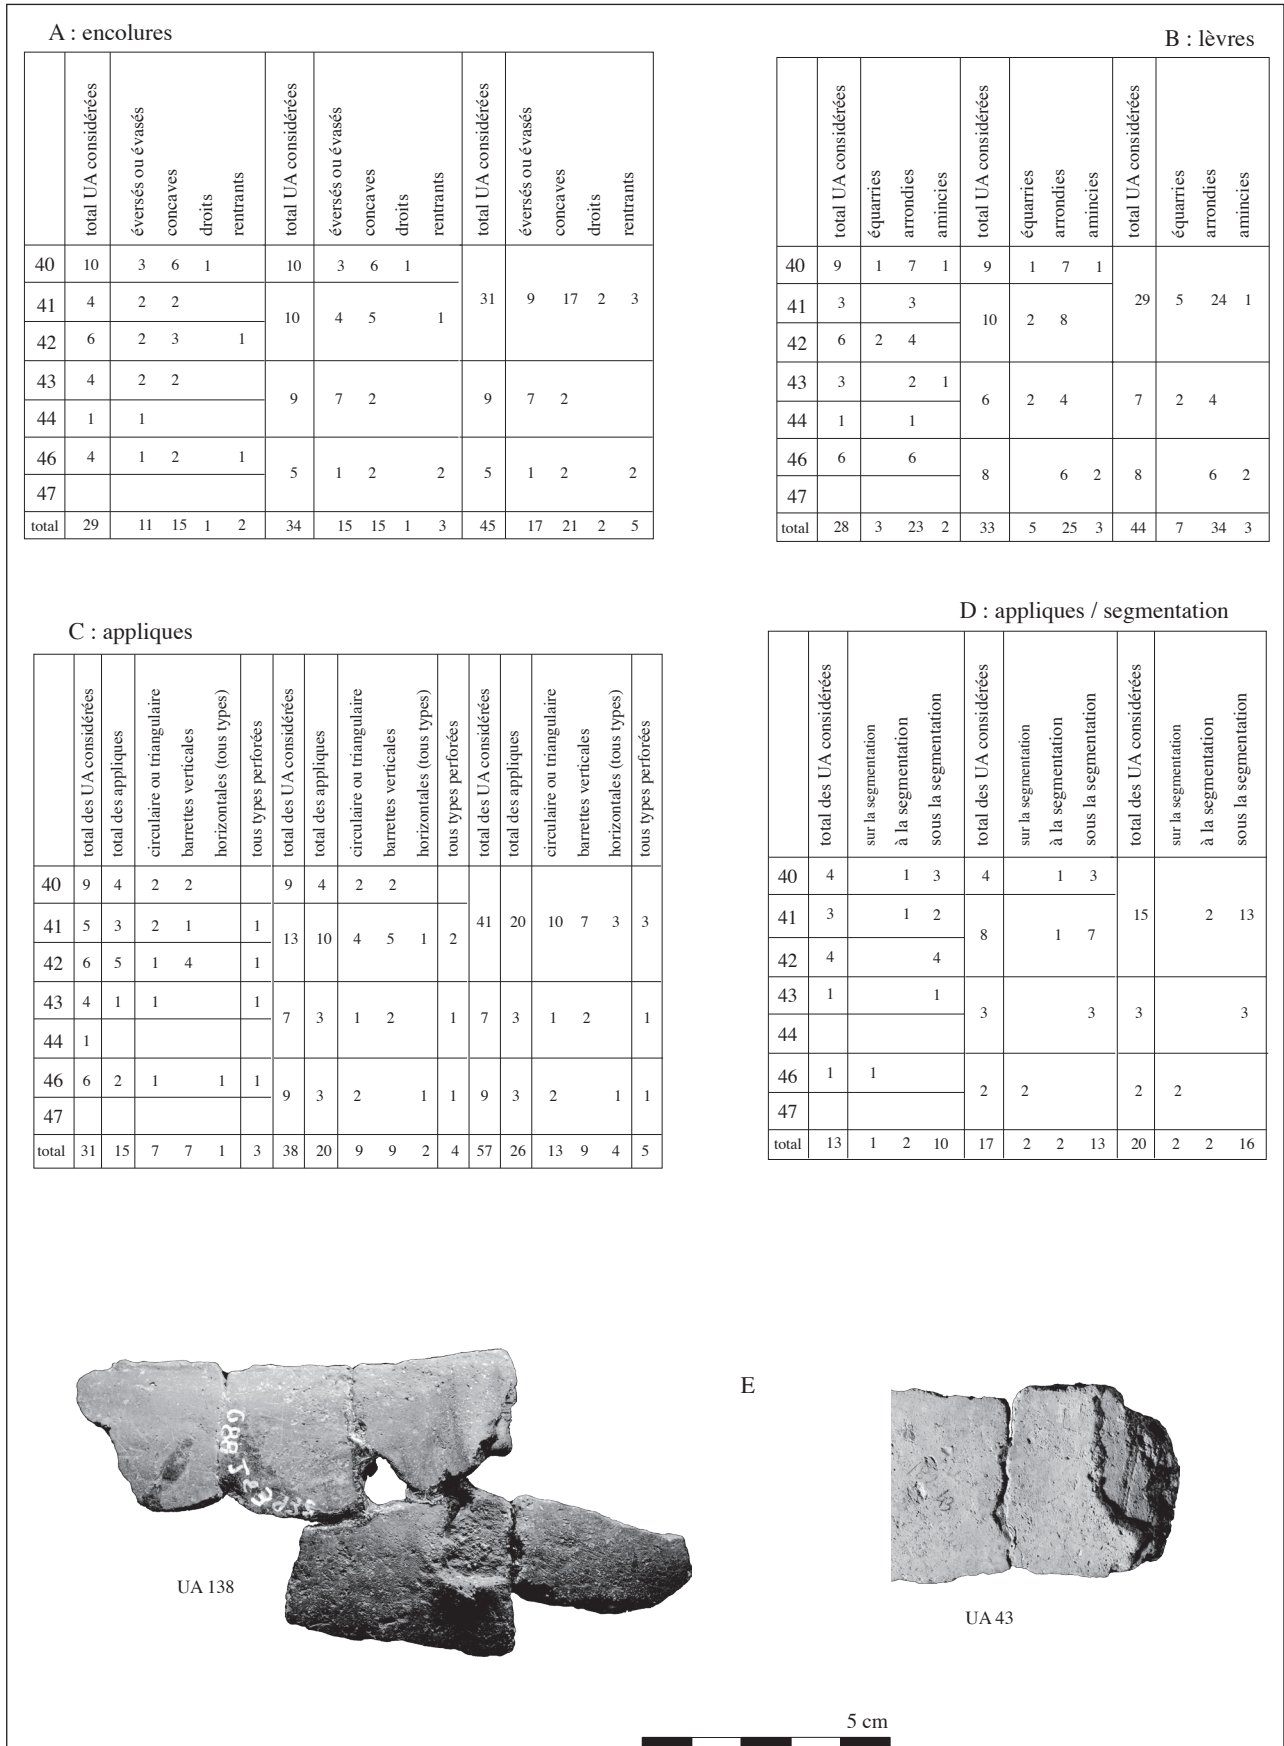 A : encolures
total UA considérées éversés ou évasés concaves droits rentrants total UA considérées éversés ou évasés concaves droits rentrants total UA considérées éversés ou évasés concaves droits rentrants
40 10 3 6 1 10 3 6 1
41 4 2 2
31 9 17 2 3
10 4 5 1
42 6 2 3 1
43 4 2 2
9 7 2 9 7 2
44 1 1
46 4 1 2 1
5 1 2 2 5 1 2 2
47
total 29 11 15 1 2 34 15 15 1 3 45 17 21 2 5
B : lèvres
total UA considérées équarries arrondies amincies total UA considérées équarries arrondies amincies total UA considérées équarries arrondies amincies
40 9 1 7 1 9 1 7 1
41 3 3
29 5 24 1
10 2 8
42 6 2 4
43 3 2 1
6 2 4 7 2 4
44 1 1
46 6 6
8 6 2 8 6 2
47
total 28 3 23 2 33 5 25 3 44 7 34 3
C : appliques
total des UA considérées total des appliques circulaire ou triangulaire barrettes verticales horizontales (tous types) tous types perforées total des UA considérées total des appliques circulaire ou triangulaire barrettes verticales horizontales (tous types) tous types perforées total des UA considérées total des appliques circulaire ou triangulaire barrettes verticales horizontales (tous types) tous types perforées
40 9 4 2 2 9 4 2 2
41 5 3 2 1 1
41 20 10 7 3 3
13 10 4 5 1 2
42 6 5 1 4 1
43 4 1 1 1
7 3 1 2 1 7 3 1 2 1
44 1
46 6 2 1 1 1
9 3 2 1 1 9 3 2 1 1
47
total 31 15 7 7 1 3 38 20 9 9 2 4 57 26 13 9 4 5
D : appliques / segmentation
total des UA considérées sur la segmentation à la segmentation sous la segmentation total des UA considérées sur la segmentation à la segmentation sous la segmentation total des UA considérées sur la segmentation à la segmentation sous la segmentation
40 4 1 3 4 1 3
41 3 1 2
15 2 13
8 1 7
42 4 4
43 1 1
3 3 3 3
44
46 1 1
2 2 2 2
47
total 13 1 2 10 17 2 2 13 20 2 2 16
E
G88
43
UA 138
UA 43
5 cm